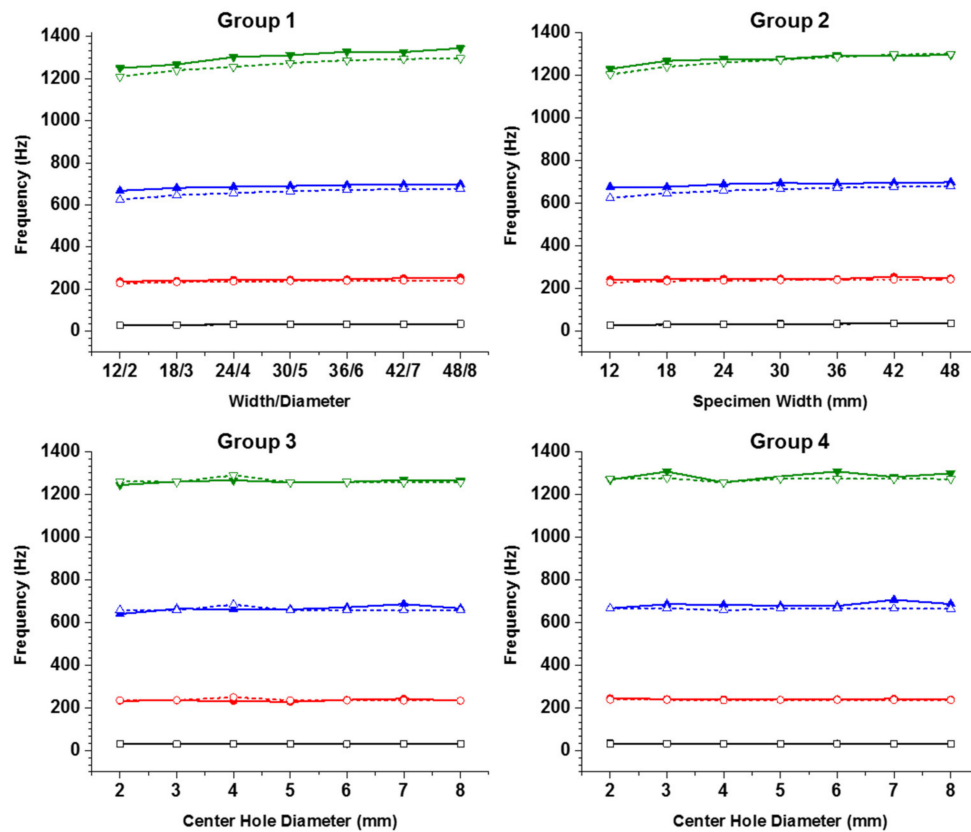 Group 1
1400
1200
1000
800
600
400
200
0
Frequency (Hz)
12/2 18/3 24/4 30/5 36/6 42/7 48/8
Width/Diameter
Group 2
1400
1200
1000
800
600
400
200
0
Frequency (Hz)
12 18 24 30 36 42 48
Specimen Width (mm)
Group 3
1400
1200
1000
800
600
400
200
0
Frequency (Hz)
2 3 4 5 6 7 8
Center Hole Diameter (mm)
Group 4
1400
1200
1000
800
600
400
200
0
Frequency (Hz)
2 3 4 5 6 7 8
Center Hole Diameter (mm)